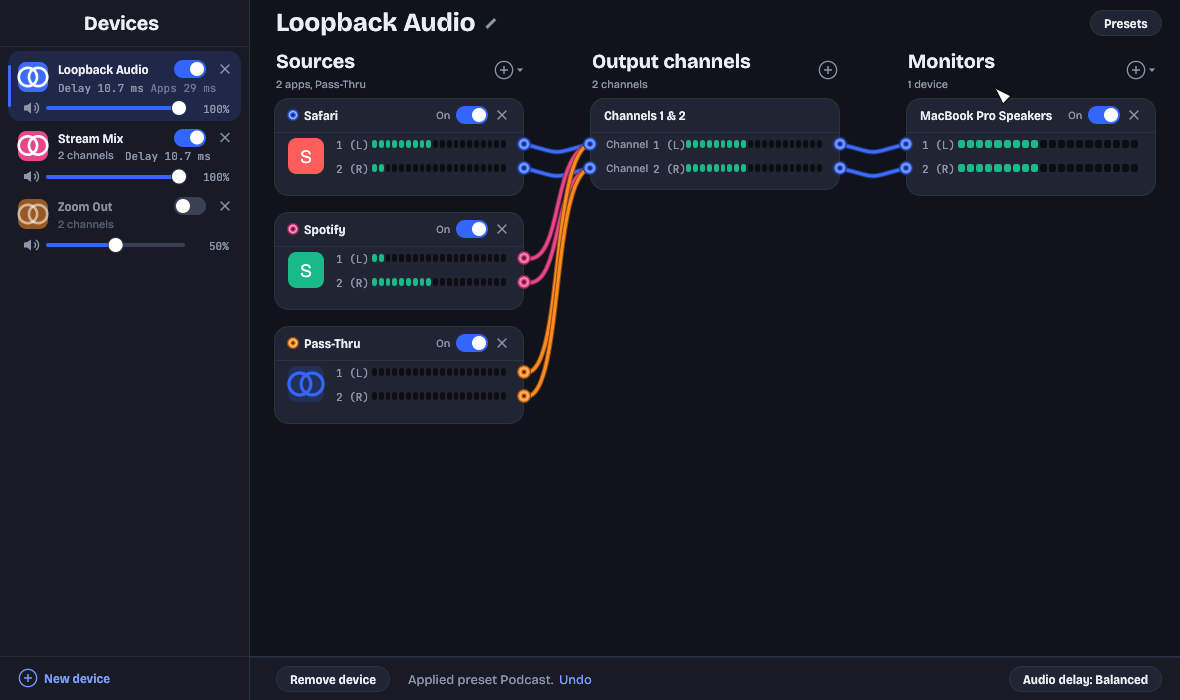 Devices
Loopback Audio
Delay 10.7 ms Apps 29 ms
100%
Stream Mix
2 channels Delay 10.7 ms
100%
Zoom Out
2 channels
50%
New device
Loopback Audio
Presets
Sources
2 apps, Pass-Thru
Safari On
S
1 (L)
2 (R)
Spotify On
S
1 (L)
2 (R)
Pass-Thru On
1 (L)
2 (R)
Output channels
2 channels
Channels 1 & 2
Channel 1 (L)
Channel 2 (R)
Monitors
1 device
MacBook Pro Speakers On
1 (L)
2 (R)
Remove device
Applied preset Podcast. Undo
Audio delay: Balanced